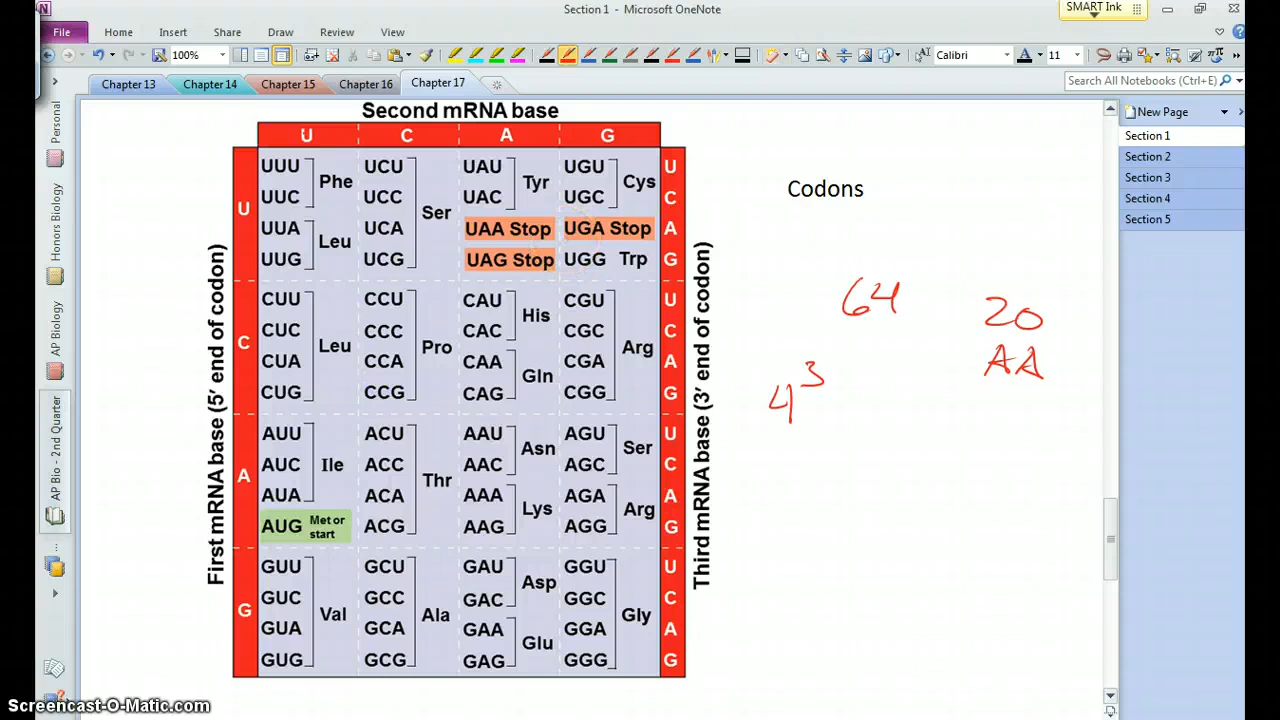 Section 1 - Microsoft OneNote
SMART Ink
File Home Insert Share Draw Review View
100%
Calibri 11
Chapter 13 Chapter 14 Chapter 15 Chapter 16 Chapter 17
Search All Notebooks (Ctrl+E)
Personal
Honors Biology
AP Biology
AP Bio - 2nd Quarter
New Page
Section 1
Section 2
Section 3
Section 4
Section 5
Second mRNA base
U C A G
First mRNA base (5′ end of codon)
Third mRNA base (3′ end of codon)
U
UUU UCU UAU UGU U
Phe Tyr Cys
UUC UCC UAC UGC C
Ser
UUA UCA UAA Stop UGA Stop A
Leu
UUG UCG UAG Stop UGG Trp G
C
CUU CCU CAU CGU U
His
CUC CCC CAC CGC C
Leu Pro Arg
CUA CCA CAA CGA A
Gln
CUG CCG CAG CGG G
A
AUU ACU AAU AGU U
Asn Ser
AUC Ile ACC AAC AGC C
Thr
AUA ACA AAA AGA A
Lys Arg
AUG Met or start ACG AAG AGG G
G
GUU GCU GAU GGU U
Asp
GUC GCC GAC GGC C
Val Ala Gly
GUA GCA GAA GGA A
Glu
GUG GCG GAG GGG G
Codons
64 20
AA
4³
Screencast-O-Matic.com